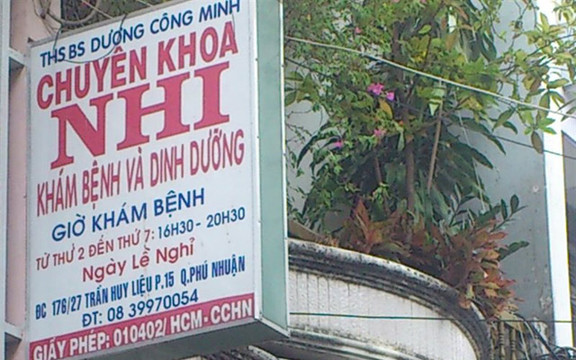 THS BS DƯƠNG CÔNG MINH
CHUYÊN KHOA
NHI
KHÁM BỆNH VÀ DINH DƯỠNG
GIỜ KHÁM BỆNH
TỪ THỨ 2 ĐẾN THỨ 7: 16H30 - 20H30
Ngày Lễ Nghỉ
ĐC 176/27 TRẦN HUY LIỆU P.15 Q.PHÚ NHUẬN
ĐT: 08 39970054
GIẤY PHÉP: 010402/ HCM-CCHN